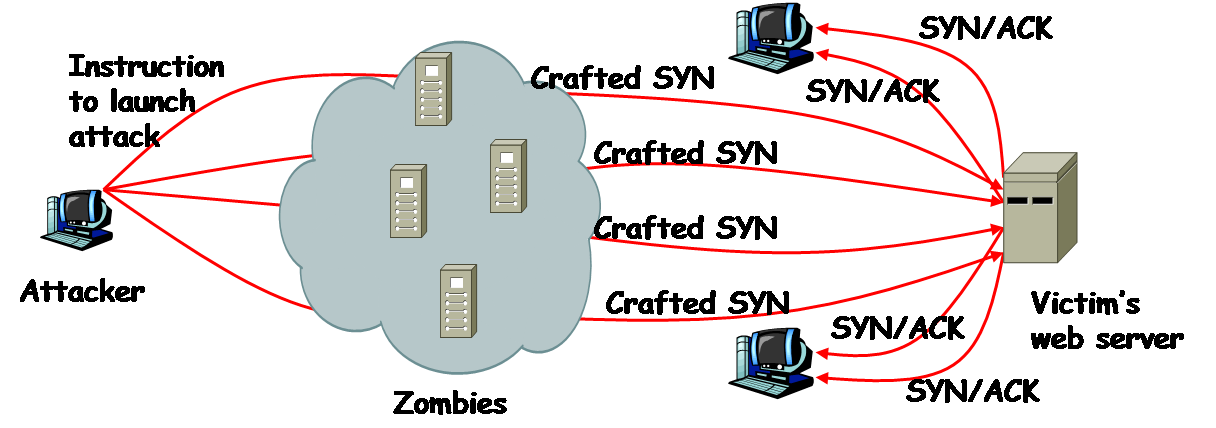 Instruction
to launch
attack
Attacker
Zombies
Crafted SYN
Crafted SYN
Crafted SYN
Crafted SYN
SYN/ACK
SYN/ACK
SYN/ACK
SYN/ACK
Victim's
web server